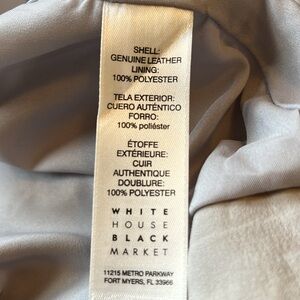 SHELL:
GENUINE LEATHER
LINING:
100% POLYESTER
TELA EXTERIOR:
CUERO AUTÉNTICO
FORRO:
100% poliéster
ÉTOFFE
EXTÉRIEURE:
CUIR
AUTHENTIQUE
DOUBLURE:
100% POLYESTER
WHITE
HOUSE
BLACK
MARKET
11215 METRO PARKWAY
FORT MYERS, FL 33966